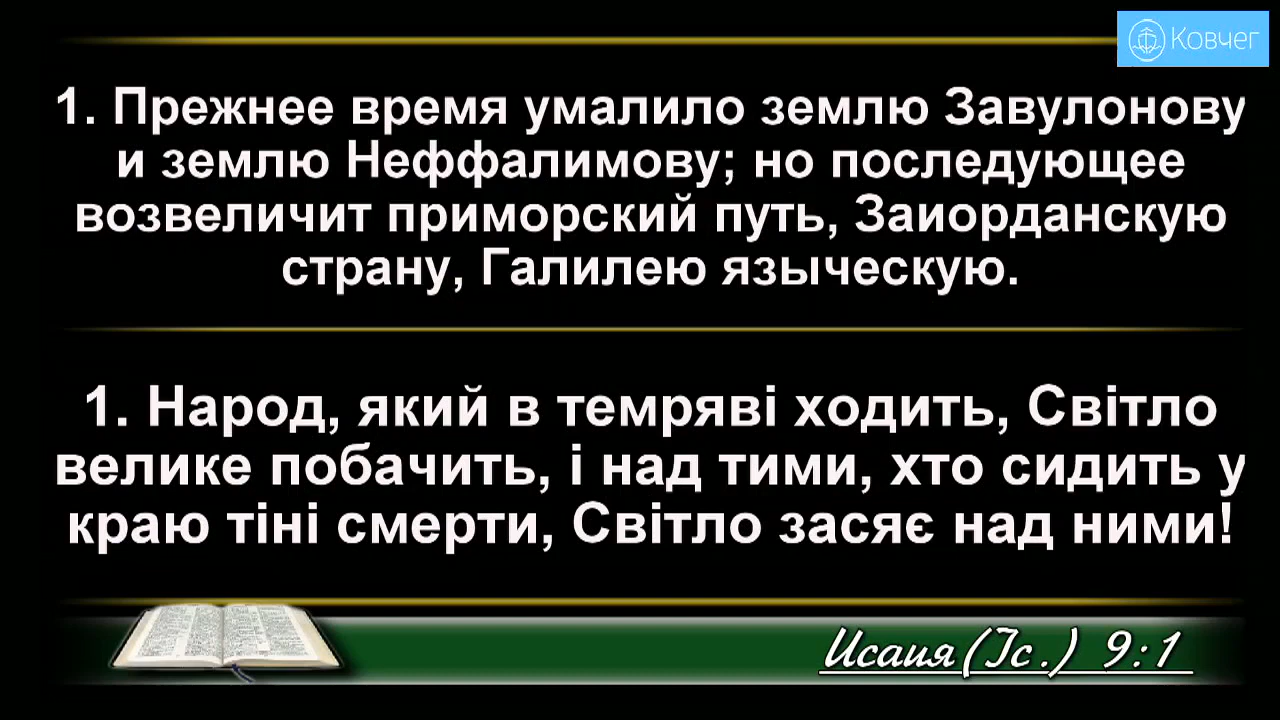 Ковчег
1. Прежнее время умалило землю Завулонову
и землю Неффалимову; но последующее
возвеличит приморский путь, Заиорданскую
страну, Галилею языческую.
1. Народ, який в темряві ходить, Світло
велике побачить, і над тими, хто сидить у
краю тіні смерти, Світло засяє над ними!
Исаия(Іс.) 9:1